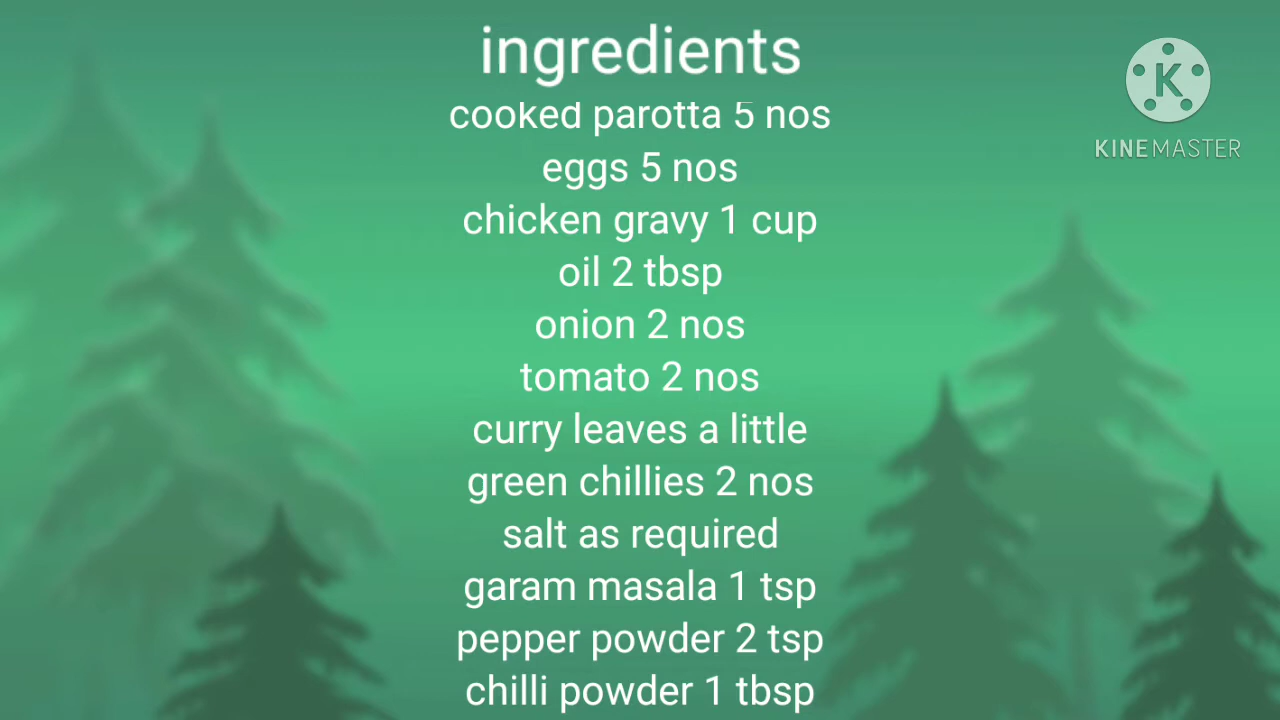 ingredients
cooked parotta 5 nos
eggs 5 nos
chicken gravy 1 cup
oil 2 tbsp
onion 2 nos
tomato 2 nos
curry leaves a little
green chillies 2 nos
salt as required
garam masala 1 tsp
pepper powder 2 tsp
chilli powder 1 tbsp
K
KINEMASTER